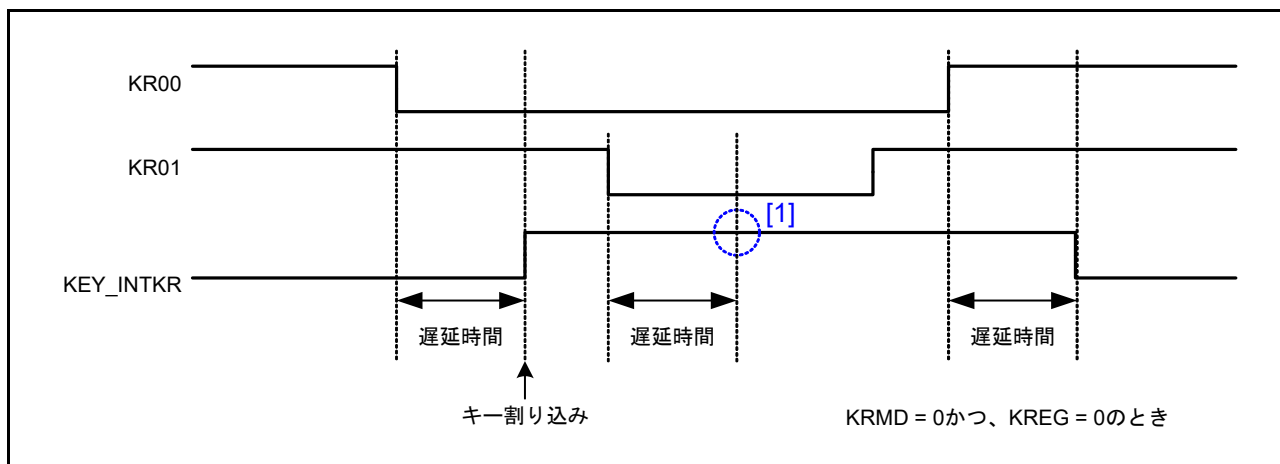 KR00
KR01
[1]
KEY_INTKR
遅延時間 遅延時間 遅延時間
キー割り込み
KRMD = 0かつ、KREG = 0のとき